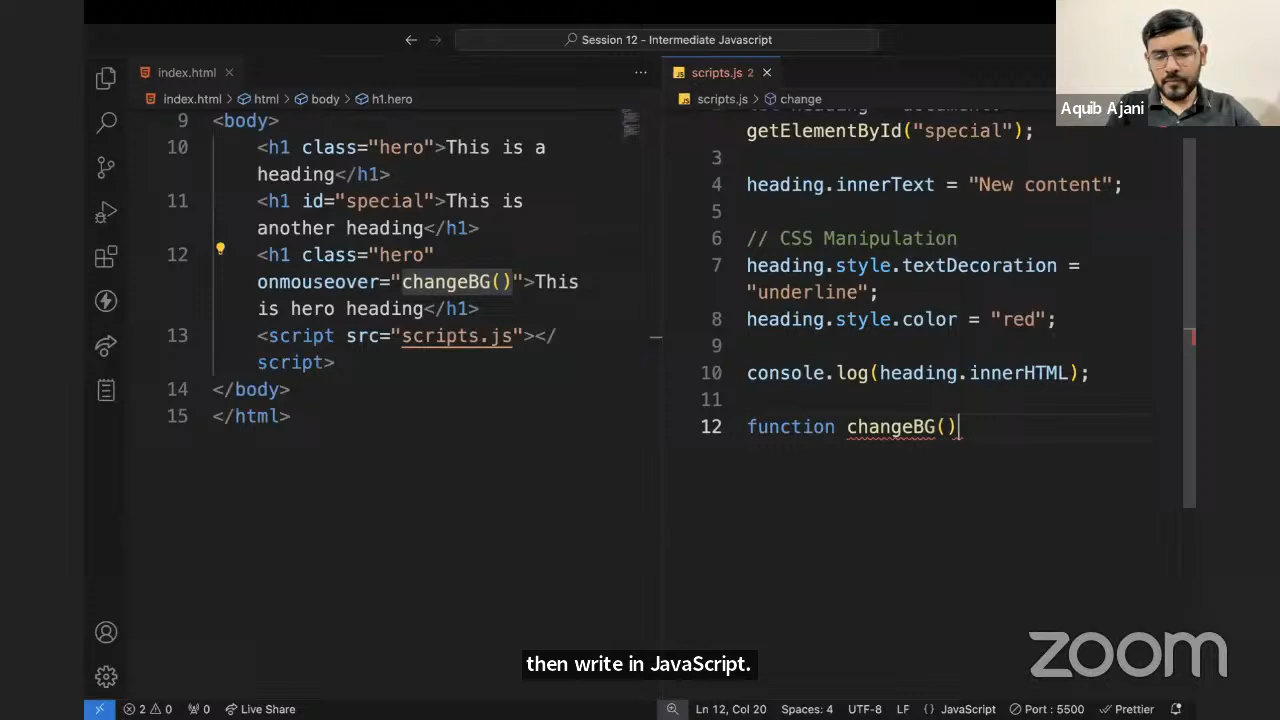 Session 12 - Intermediate Javascript
index.html
index.html > html > body > h1.hero
9 <body>
10 <h1 class="hero">This is a
heading</h1>
11 <h1 id="special">This is
another heading</h1>
12 <h1 class="hero"
onmouseover="changeBG()">This
is hero heading</h1>
13 <script src="scripts.js"></
script>
14 </body>
15 </html>
scripts.js 2
scripts.js > change
getElementById("special");
3
4 heading.innerText = "New content";
5
6 // CSS Manipulation
7 heading.style.textDecoration =
"underline";
8 heading.style.color = "red";
9
10 console.log(heading.innerHTML);
11
12 function changeBG()
Aquib Ajani
then write in JavaScript.
zoom
2 0 0 Live Share Ln 12, Col 20 Spaces: 4 UTF-8 LF {} JavaScript Port : 5500 Prettier